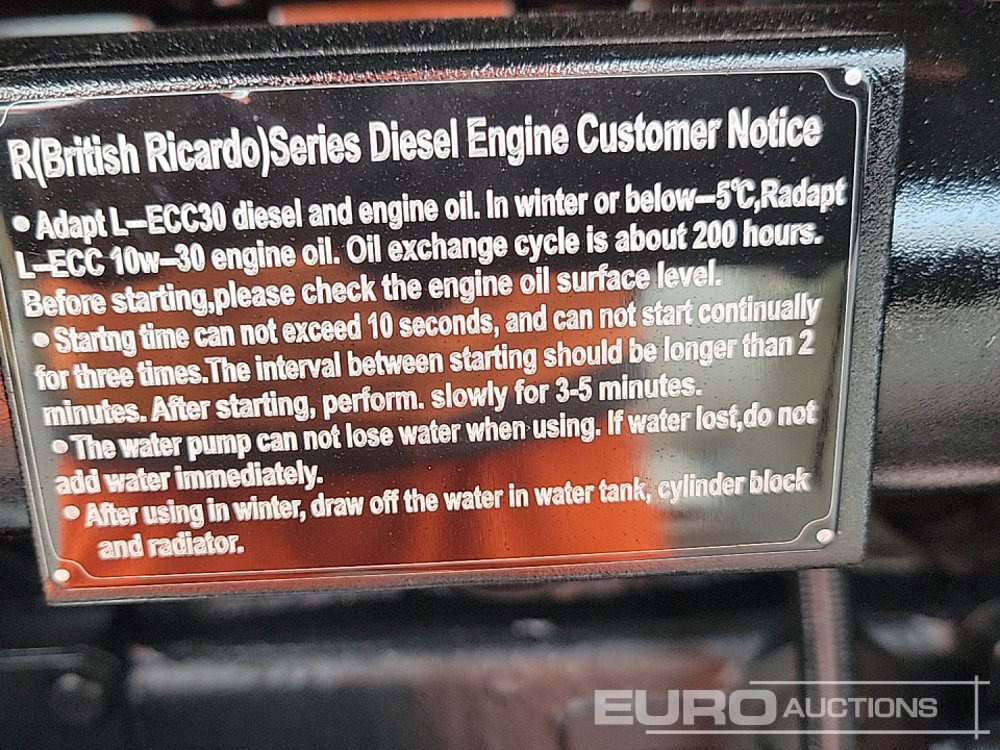 R(British Ricardo)Series Diesel Engine Customer Notice
• Adapt L–ECC30 diesel and engine oil. In winter or below–5℃,Radapt
L–ECC 10w–30 engine oil. Oil exchange cycle is about 200 hours.
Before starting,please check the engine oil surface level.
• Startng time can not exceed 10 seconds, and can not start continually
for three times.The interval between starting should be longer than 2
minutes. After starting, perform. slowly for 3-5 minutes.
• The water pump can not lose water when using. If water lost,do not
add water immediately.
• After using in winter, draw off the water in water tank, cylinder block
and radiator.
EURO AUCTIONS